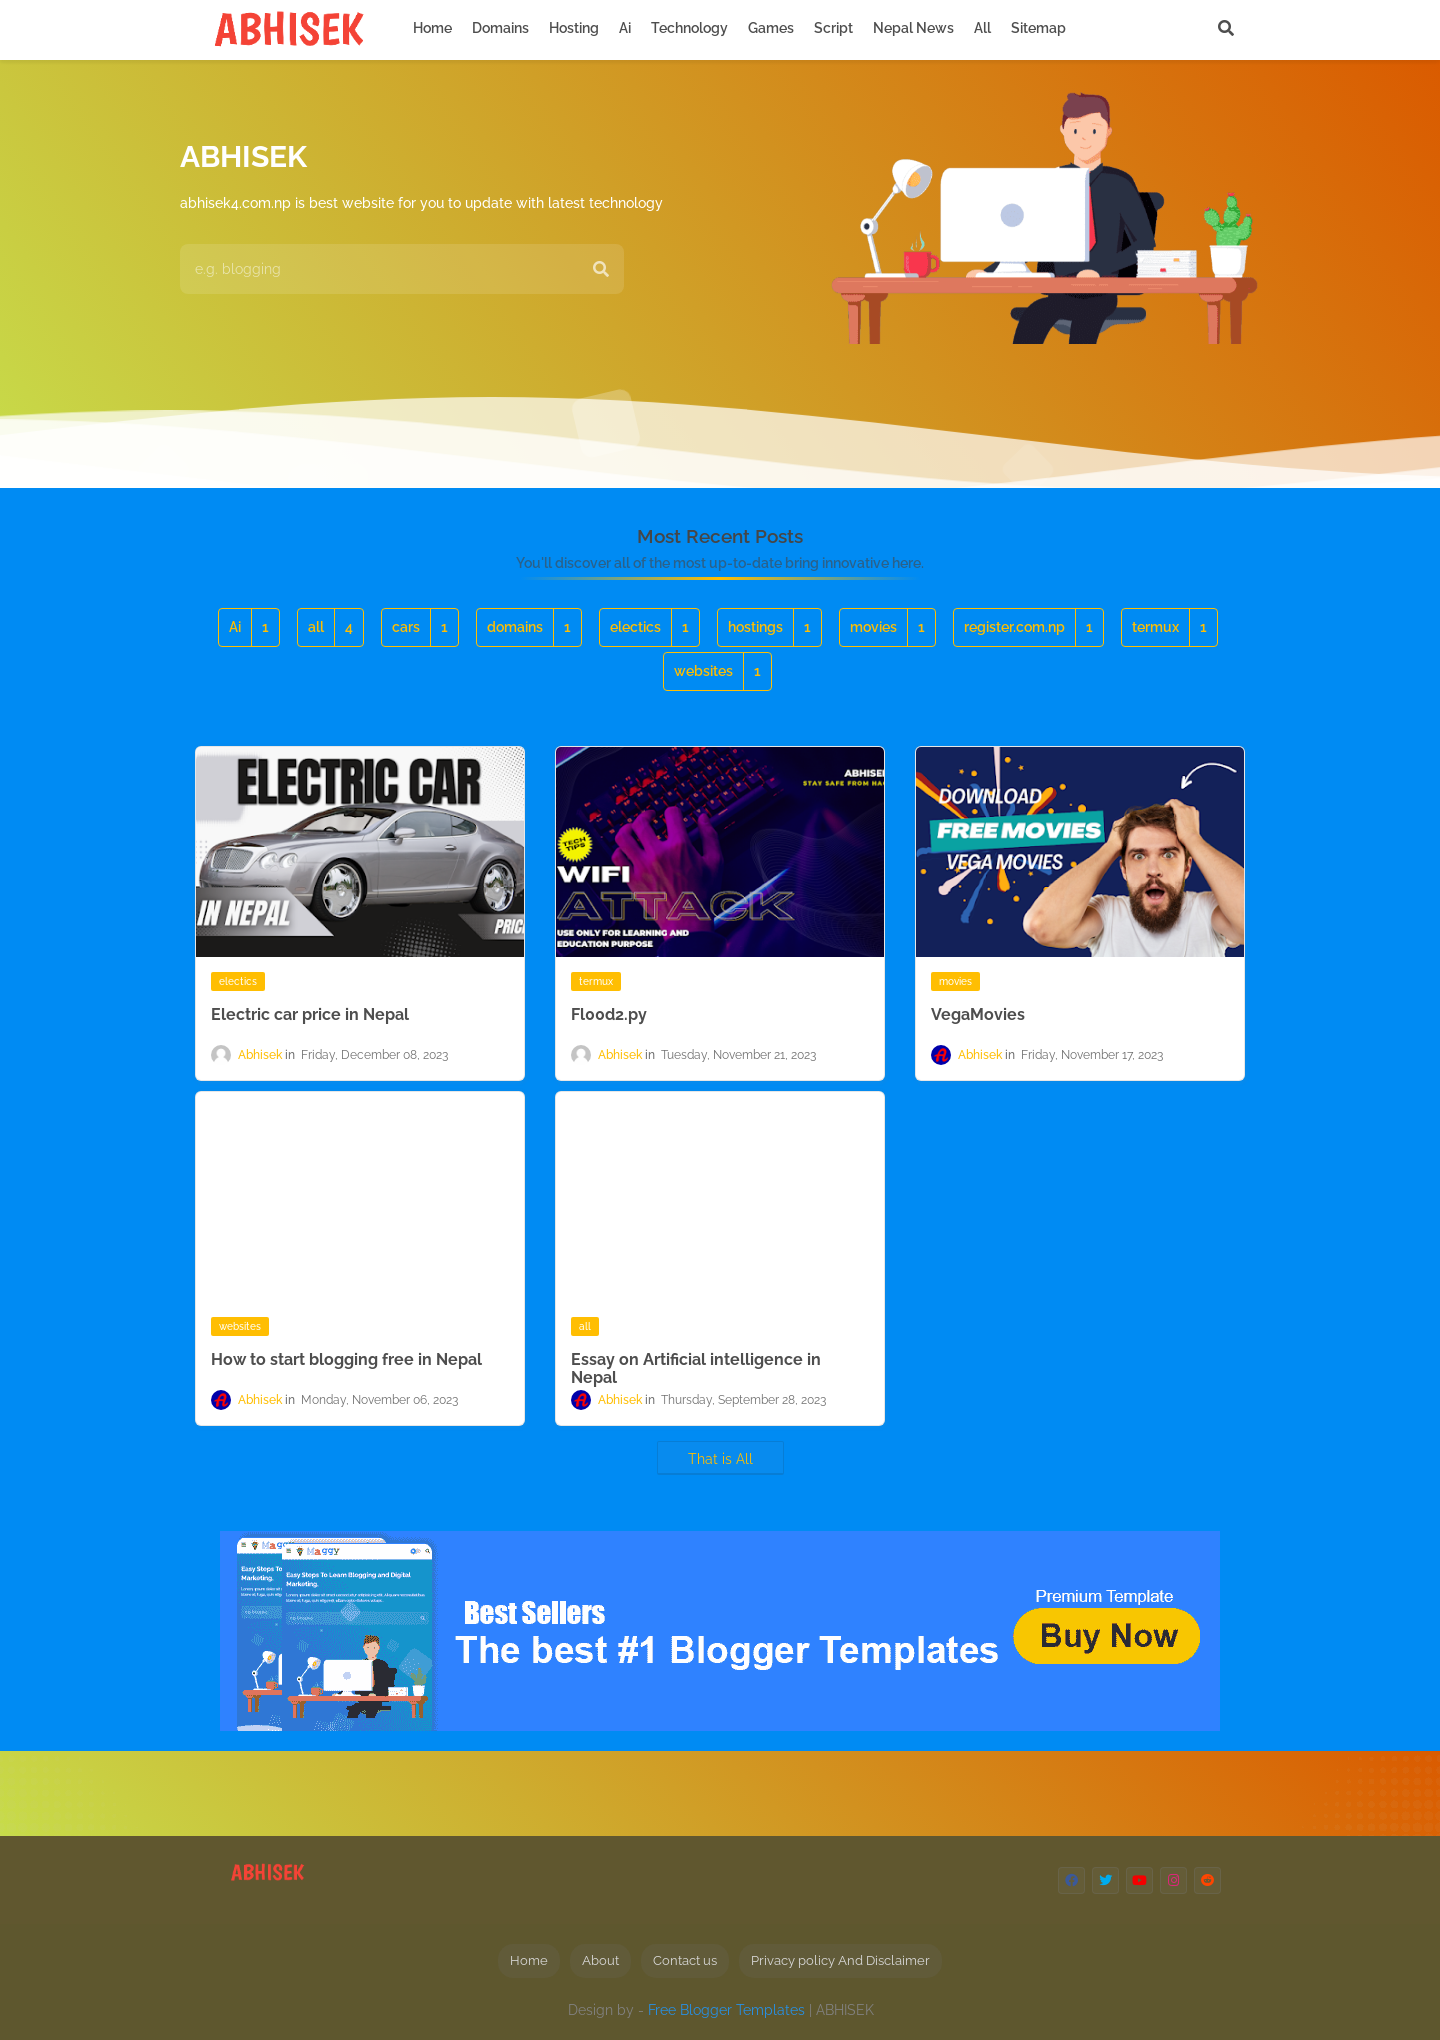 ABHISEK Home Domains Hosting Ai Technology Games Script Nepal News All Sitemap
ABHISEK
abhisek4.com.np is best website for you to update with latest technology
e.g. blogging
Most Recent Posts
You'll discover all of the most up-to-date bring innovative here.
Ai 1 all 4 cars 1 domains 1 electics 1 hostings 1 movies 1 register.com.np 1 termux 1
websites 1
ELECTRIC CAR
IN NEPAL
PRICE
electics
Electric car price in Nepal
Abhisek in Friday, December 08, 2023
ABHISEK
STAY SAFE FROM HAC
TECH
TIPS
WIFI
ATTACK
USE ONLY FOR LEARNING AND
EDUCATION PURPOSE
termux
Flood2.py
Abhisek in Tuesday, November 21, 2023
DOWNLOAD
FREE MOVIES
VEGA MOVIES
movies
VegaMovies
Abhisek in Friday, November 17, 2023
websites
How to start blogging free in Nepal
Abhisek in Monday, November 06, 2023
all
Essay on Artificial intelligence in
Nepal
Abhisek in Thursday, September 28, 2023
That is All
Maggy
Easy Steps To Learn Blogging and Digital
Marketing.
Best Sellers
The best #1 Blogger Templates
Premium Template
Buy Now
ABHISEK
Home About Contact us Privacy policy And Disclaimer
Design by - Free Blogger Templates | ABHISEK